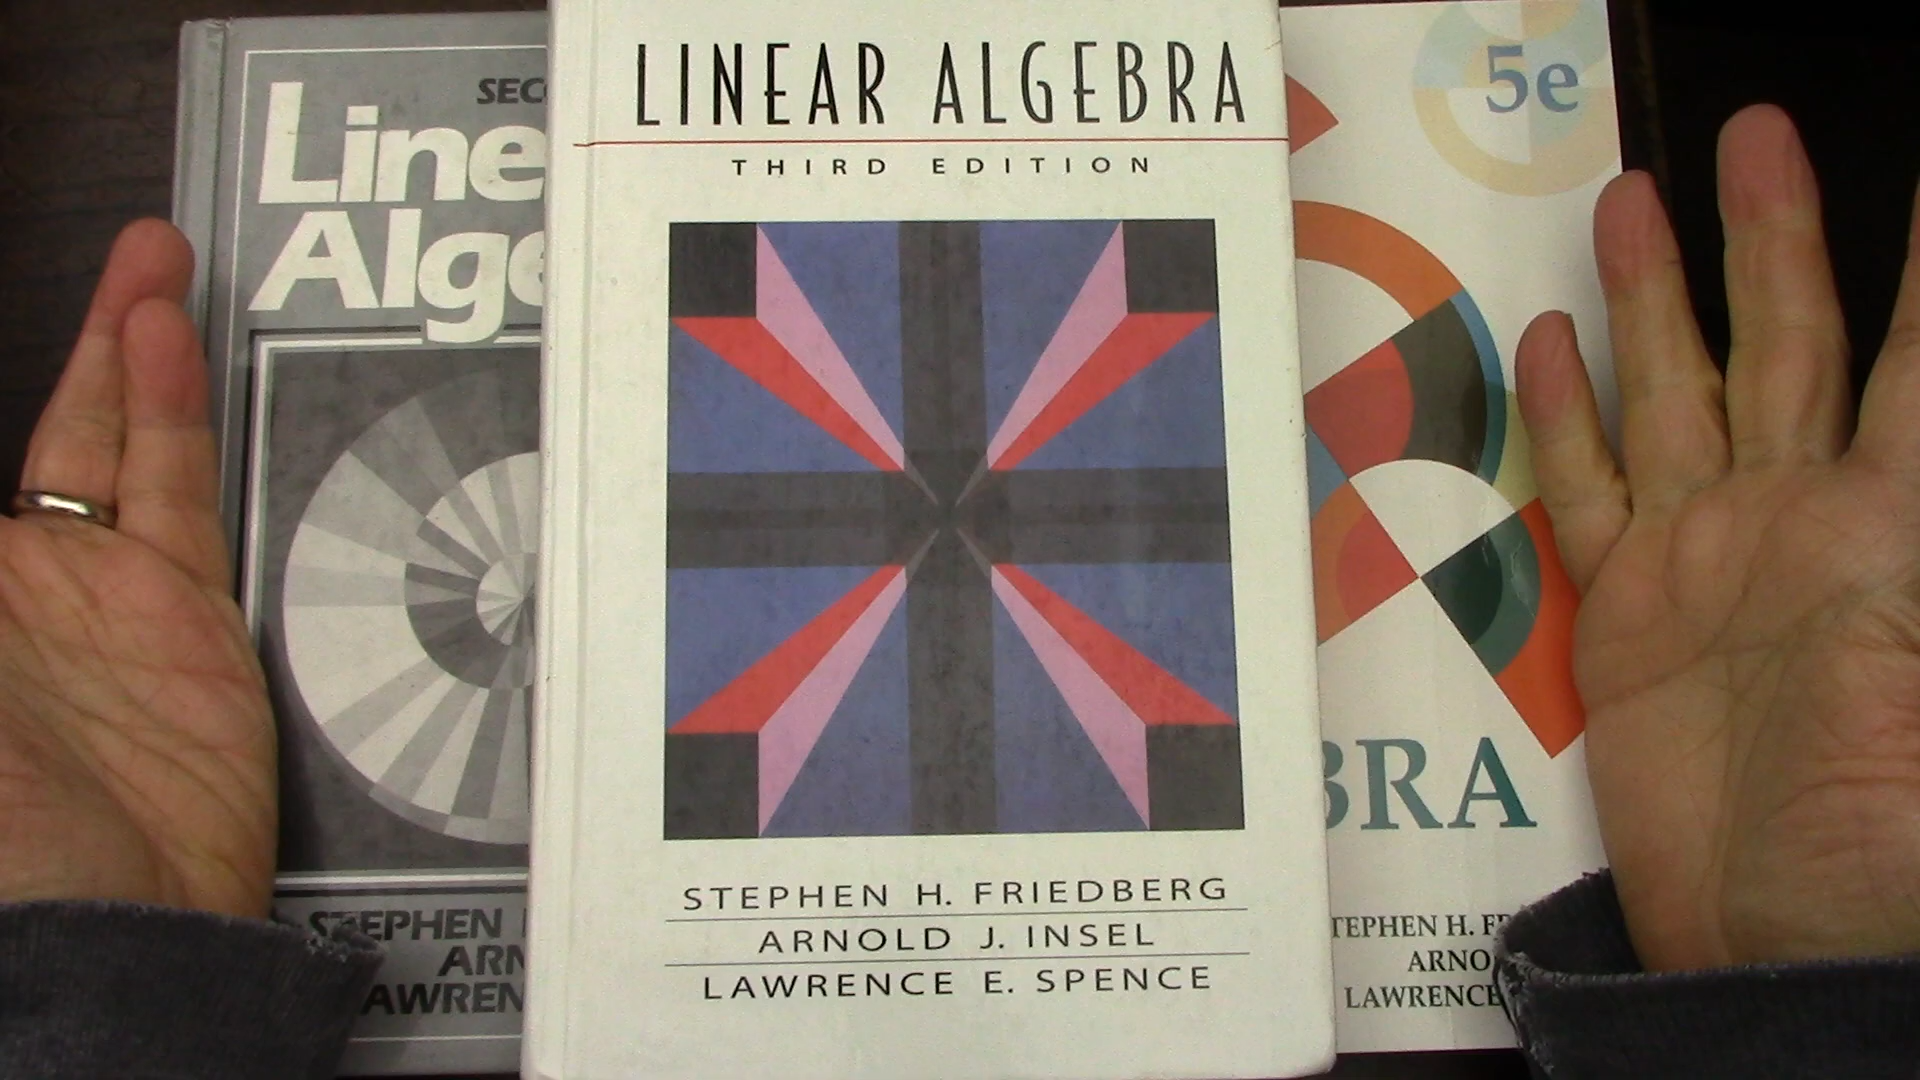 SEC
Line
Alge
STEPHEN
ARN
AWREN
LINEAR ALGEBRA
THIRD EDITION
STEPHEN H. FRIEDBERG
ARNOLD J. INSEL
LAWRENCE E. SPENCE
5e
BRA
TEPHEN H. FR
ARNO
LAWRENCE